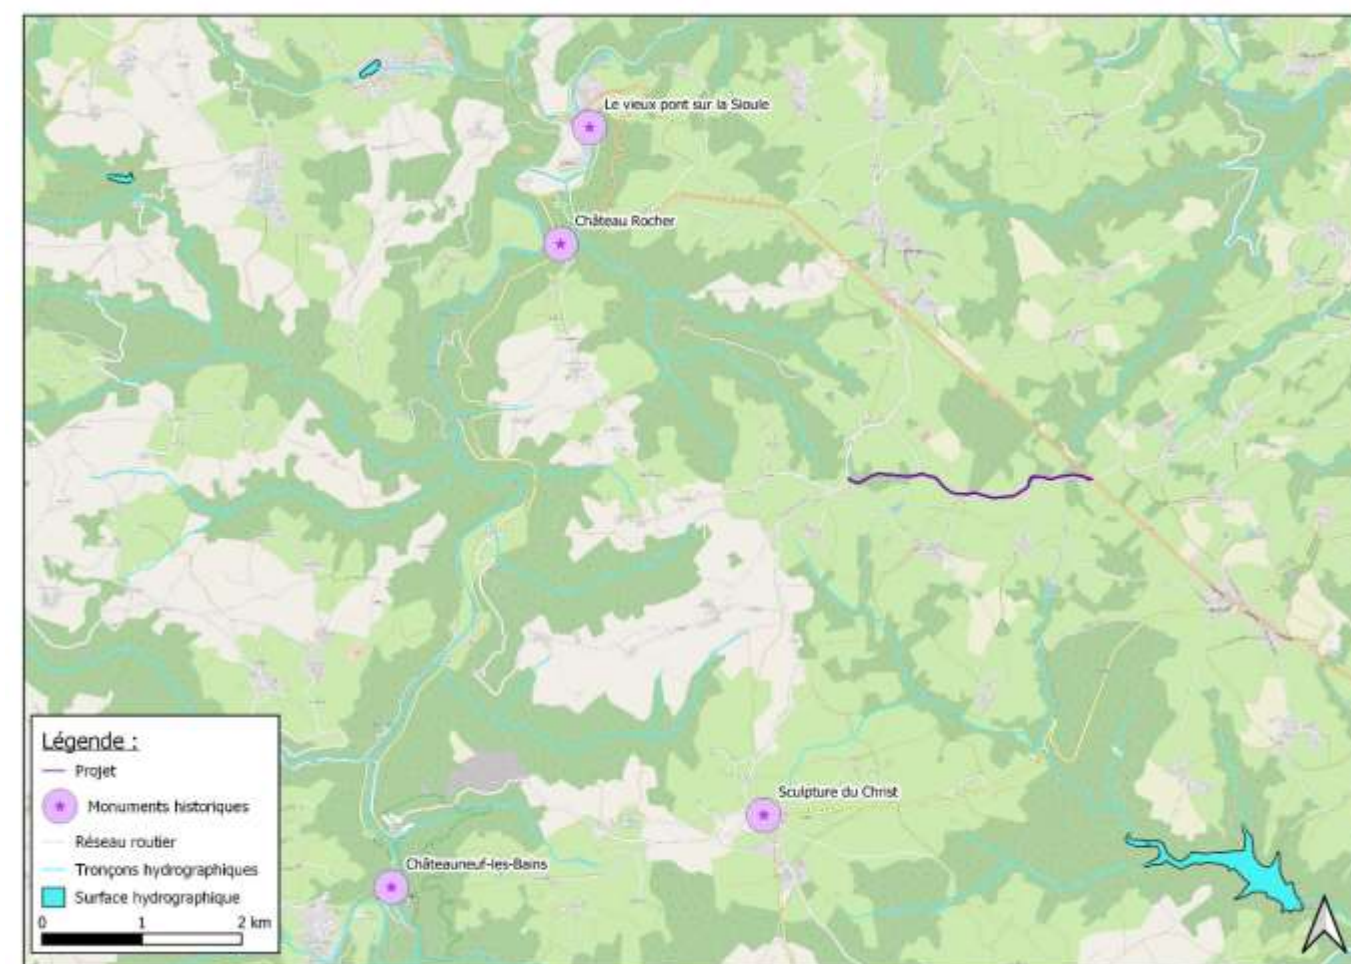 Le vieux pont sur la Sioule
Château Rocher
Sculpture du Christ
Châteauneuf-les-Bains
Légende :
Projet
Monuments historiques
Réseau routier
Tronçons hydrographiques
Surface hydrographique
0 1 2 km